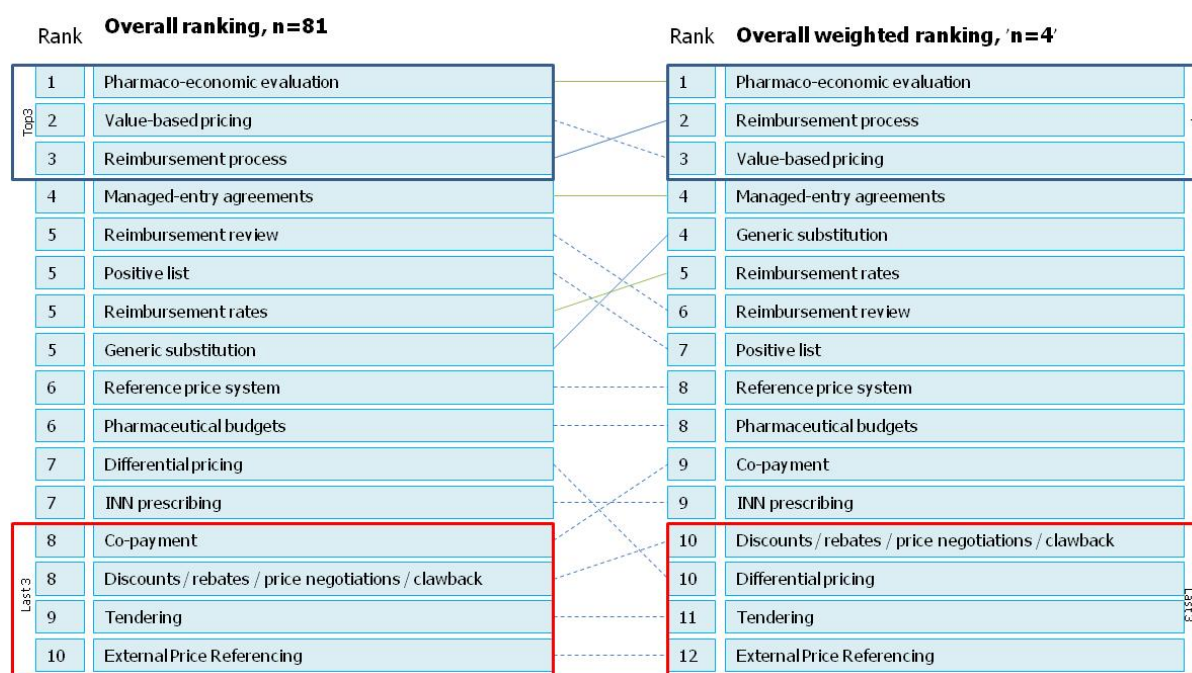 Rank Overall ranking, n=81
Top3
1 Pharmaco-economic evaluation
2 Value-based pricing
3 Reimbursement process
4 Managed-entry agreements
5 Reimbursement review
5 Positive list
5 Reimbursement rates
5 Generic substitution
6 Reference price system
6 Pharmaceutical budgets
7 Differential pricing
7 INN prescribing
Last3
8 Co-payment
8 Discounts / rebates / price negotiations / clawback
9 Tendering
10 External Price Referencing
Rank Overall weighted ranking, 'n=4'
1 Pharmaco-economic evaluation
2 Reimbursement process
3 Value-based pricing
4 Managed-entry agreements
4 Generic substitution
5 Reimbursement rates
6 Reimbursement review
7 Positive list
8 Reference price system
8 Pharmaceutical budgets
9 Co-payment
9 INN prescribing
10 Discounts / rebates / price negotiations / clawback
10 Differential pricing
11 Tendering
12 External Price Referencing
Last3